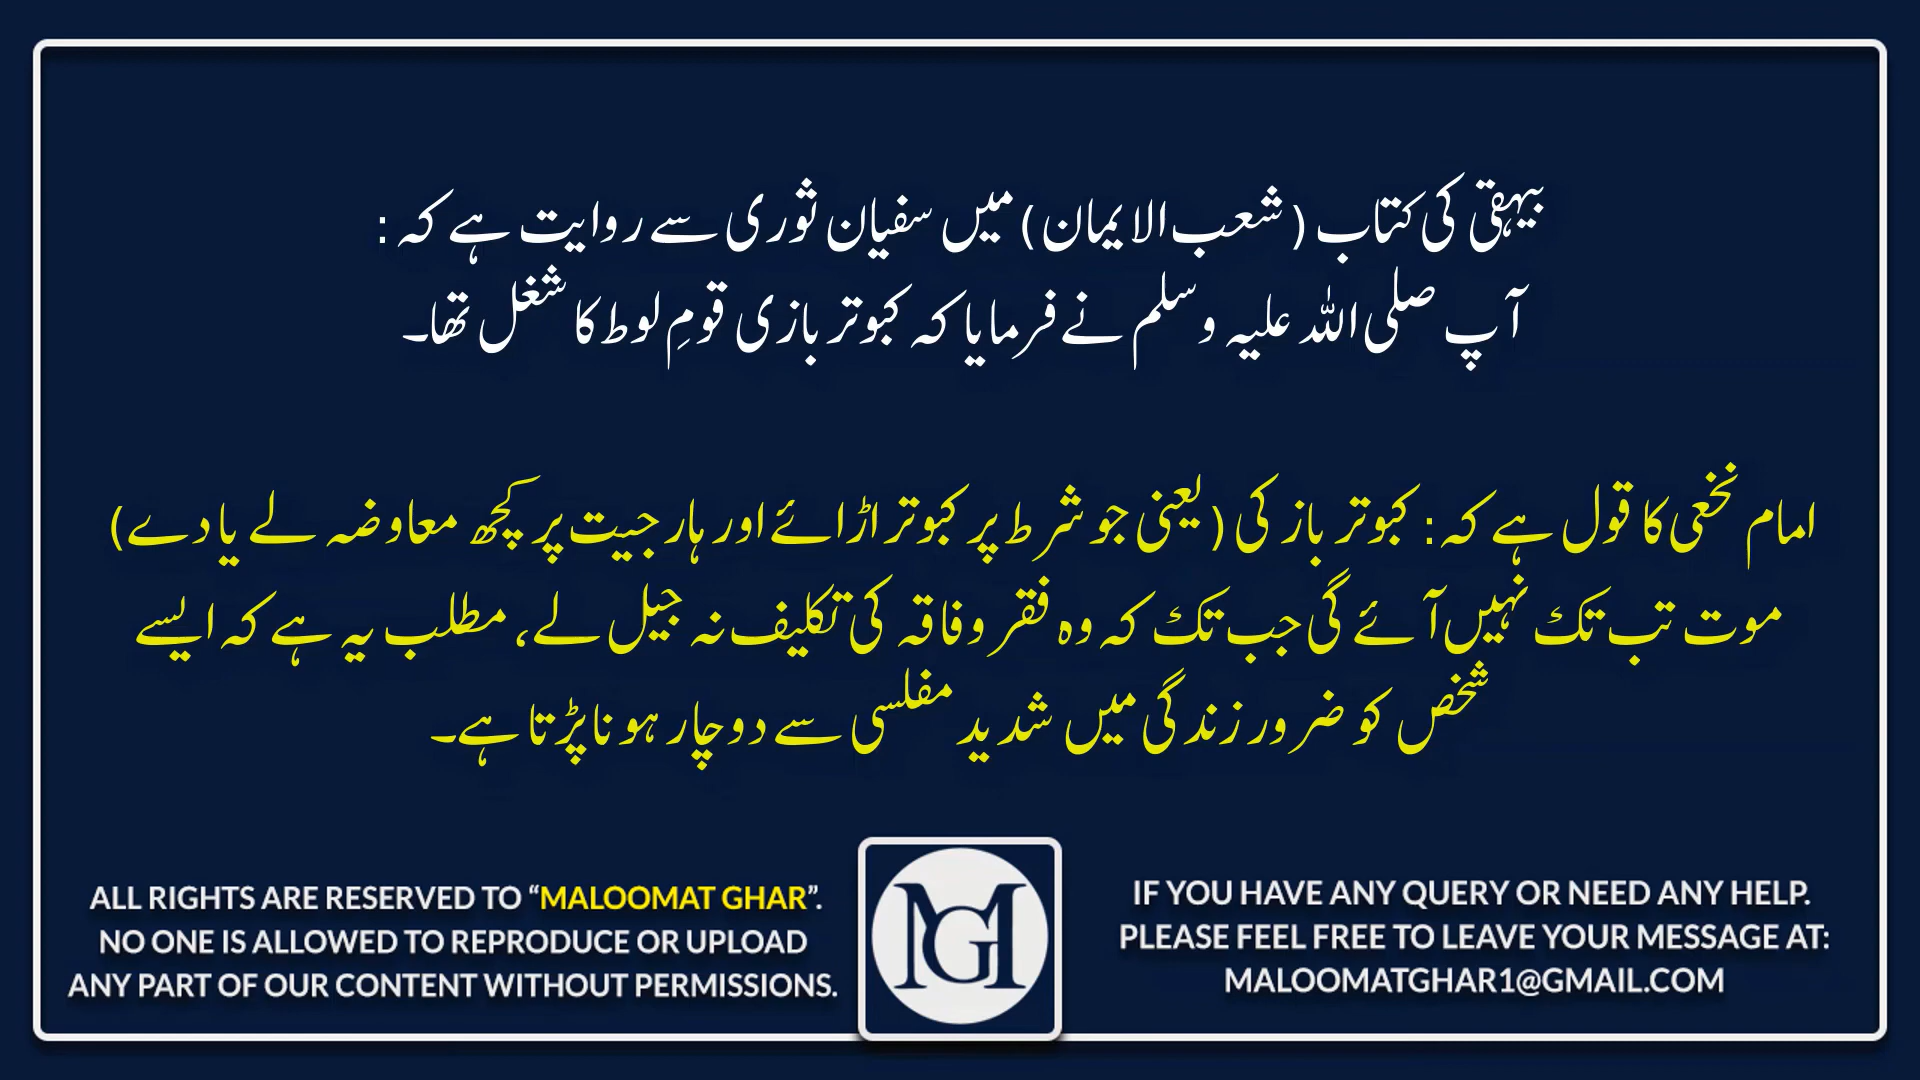 بیہقی کی کتاب (شعب الایمان) میں سفیان ثوری سے روایت ہے کہ:
آپ صلی اللہ علیہ وسلم نے فرمایا کہ کبوتر بازی قومِ لوط کا شغل تھا۔
امام نخعی کا قول ہے کہ: کبوتر باز کی (یعنی جو شرط پر کبوتر اڑائے اور ہار جیت پر کچھ معاوضہ لے یا دے)
موت تب تک نہیں آئے گی جب تک کہ وہ فقر و فاقہ کی تکلیف نہ جیل لے، مطلب یہ ہے کہ ایسے
شخص کو ضرور زندگی میں شدید مفلسی سے دوچار ہونا پڑتا ہے۔
ALL RIGHTS ARE RESERVED TO “MALOOMAT GHAR”.
NO ONE IS ALLOWED TO REPRODUCE OR UPLOAD
ANY PART OF OUR CONTENT WITHOUT PERMISSIONS.
MG
IF YOU HAVE ANY QUERY OR NEED ANY HELP.
PLEASE FEEL FREE TO LEAVE YOUR MESSAGE AT:
MALOOMATGHAR1@GMAIL.COM